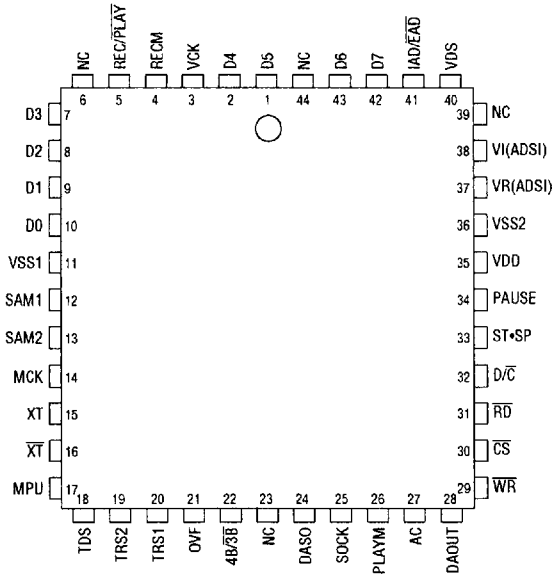 NC
REC/PLAY
RECM
VCK
D4
D5
NC
D6
D7
IAD/EAD
VDS
6
5
4
3
2
1
44
43
42
41
40
D3 7
D2 8
D1 9
D0 10
VSS1 11
SAM1 12
SAM2 13
MCK 14
XT 15
XT 16
MPU 17
39 NC
38 VI(ADSI)
37 VR(ADSI)
36 VSS2
35 VDD
34 PAUSE
33 ST•SP
32 D/C
31 RD
30 CS
29 WR
18
19
20
21
22
23
24
25
26
27
28
TDS
TRS2
TRS1
OVF
4B/3B
NC
DASO
SOCK
PLAYM
AC
DAOUT